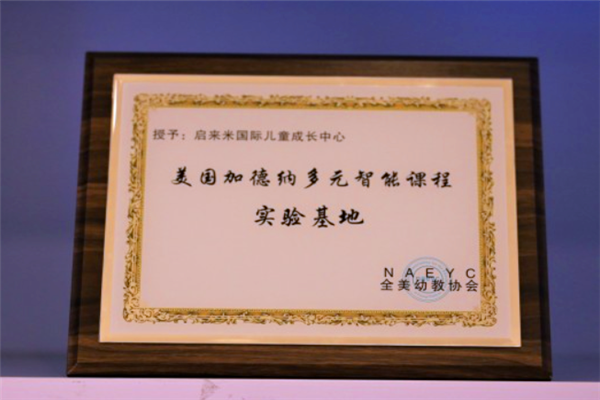 授予：启来米国际儿童成长中心
美国加德纳多元智能课程
实验基地
NAEYC
全美幼教协会